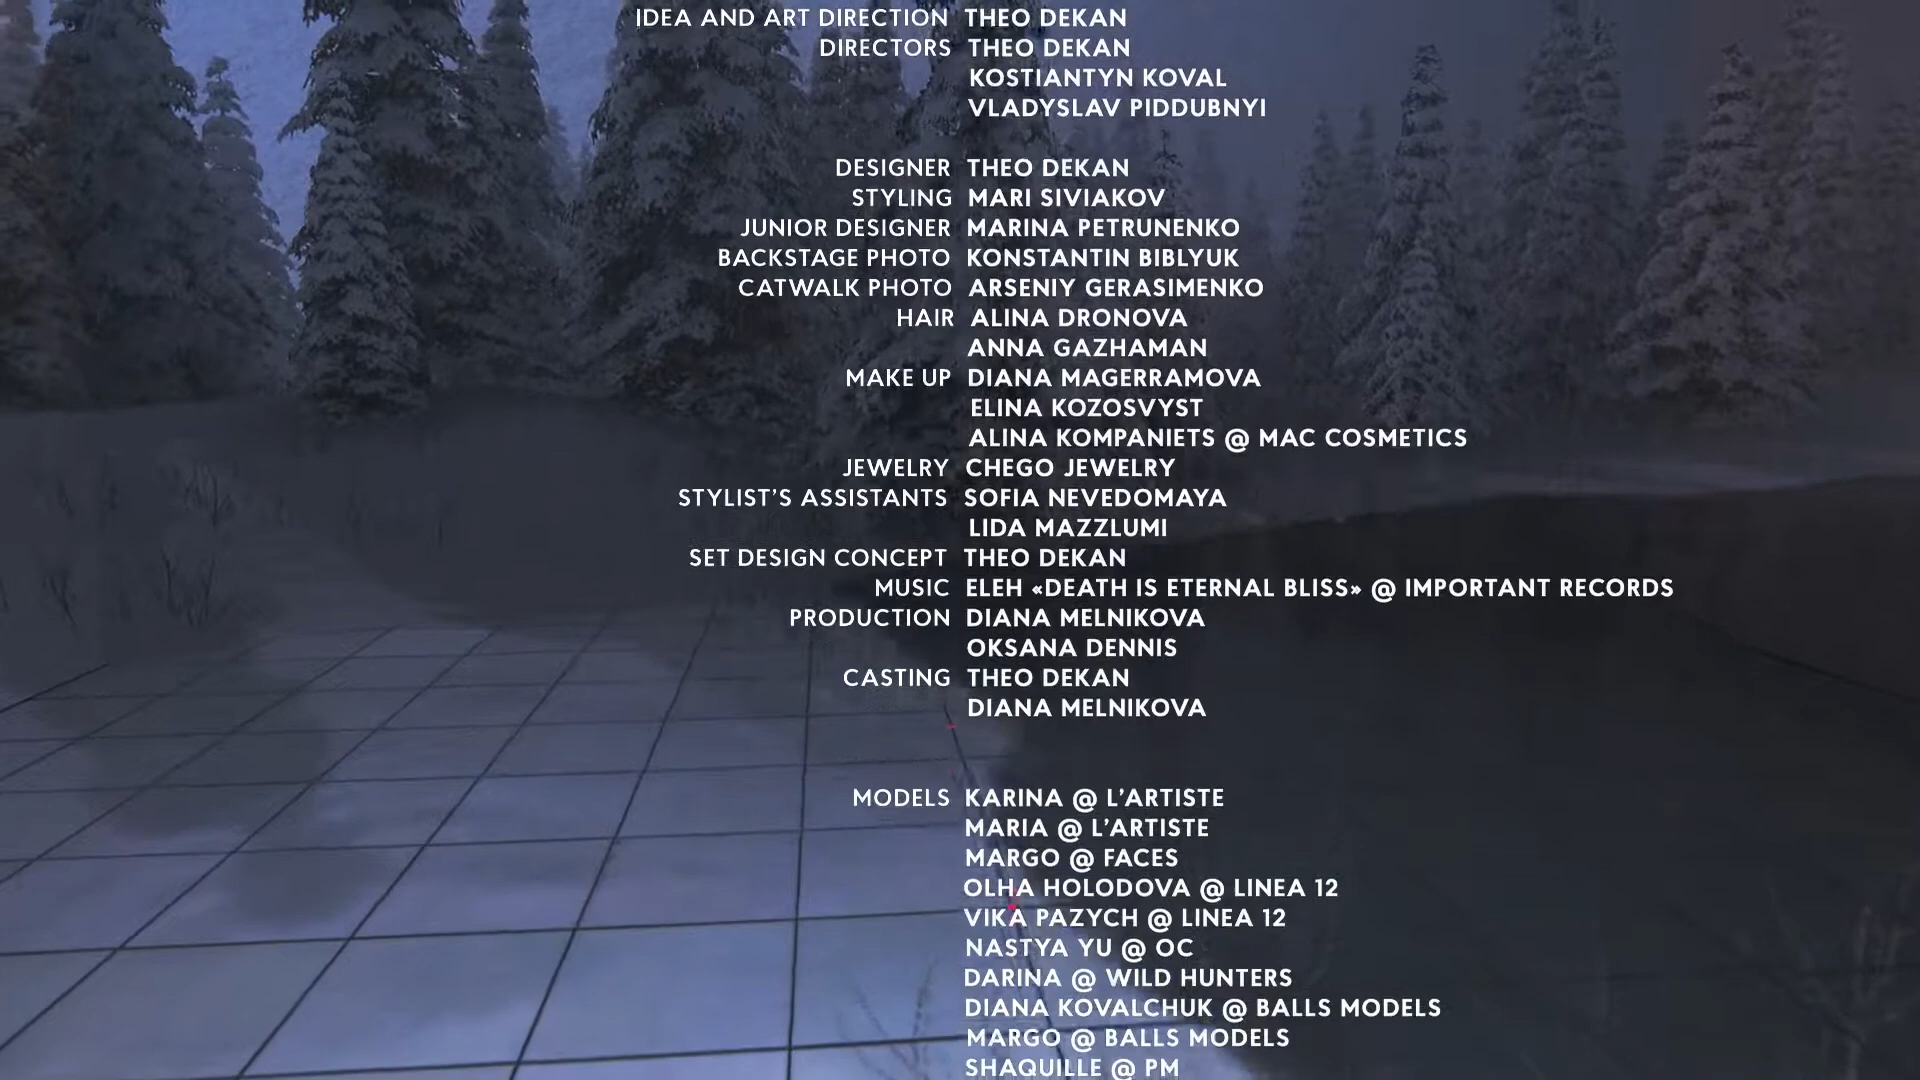 IDEA AND ART DIRECTION THEO DEKAN
DIRECTORS THEO DEKAN
KOSTIANTYN KOVAL
VLADYSLAV PIDDUBNYI
DESIGNER THEO DEKAN
STYLING MARI SIVIAKOV
JUNIOR DESIGNER MARINA PETRUNENKO
BACKSTAGE PHOTO KONSTANTIN BIBLYUK
CATWALK PHOTO ARSENIY GERASIMENKO
HAIR ALINA DRONOVA
ANNA GAZHAMAN
MAKE UP DIANA MAGERRAMOVA
ELINA KOZOSVYST
ALINA KOMPANIETS @ MAC COSMETICS
JEWELRY CHEGO JEWELRY
STYLIST’S ASSISTANTS SOFIA NEVEDOMAYA
LIDA MAZZLUMI
SET DESIGN CONCEPT THEO DEKAN
MUSIC ELEH «DEATH IS ETERNAL BLISS» @ IMPORTANT RECORDS
PRODUCTION DIANA MELNIKOVA
OKSANA DENNIS
CASTING THEO DEKAN
DIANA MELNIKOVA
MODELS KARINA @ L’ARTISTE
MARIA @ L’ARTISTE
MARGO @ FACES
OLHA HOLODOVA @ LINEA 12
VIKA PAZYCH @ LINEA 12
NASTYA YU @ OC
DARINA @ WILD HUNTERS
DIANA KOVALCHUK @ BALLS MODELS
MARGO @ BALLS MODELS
SHAQUILLE @ PM